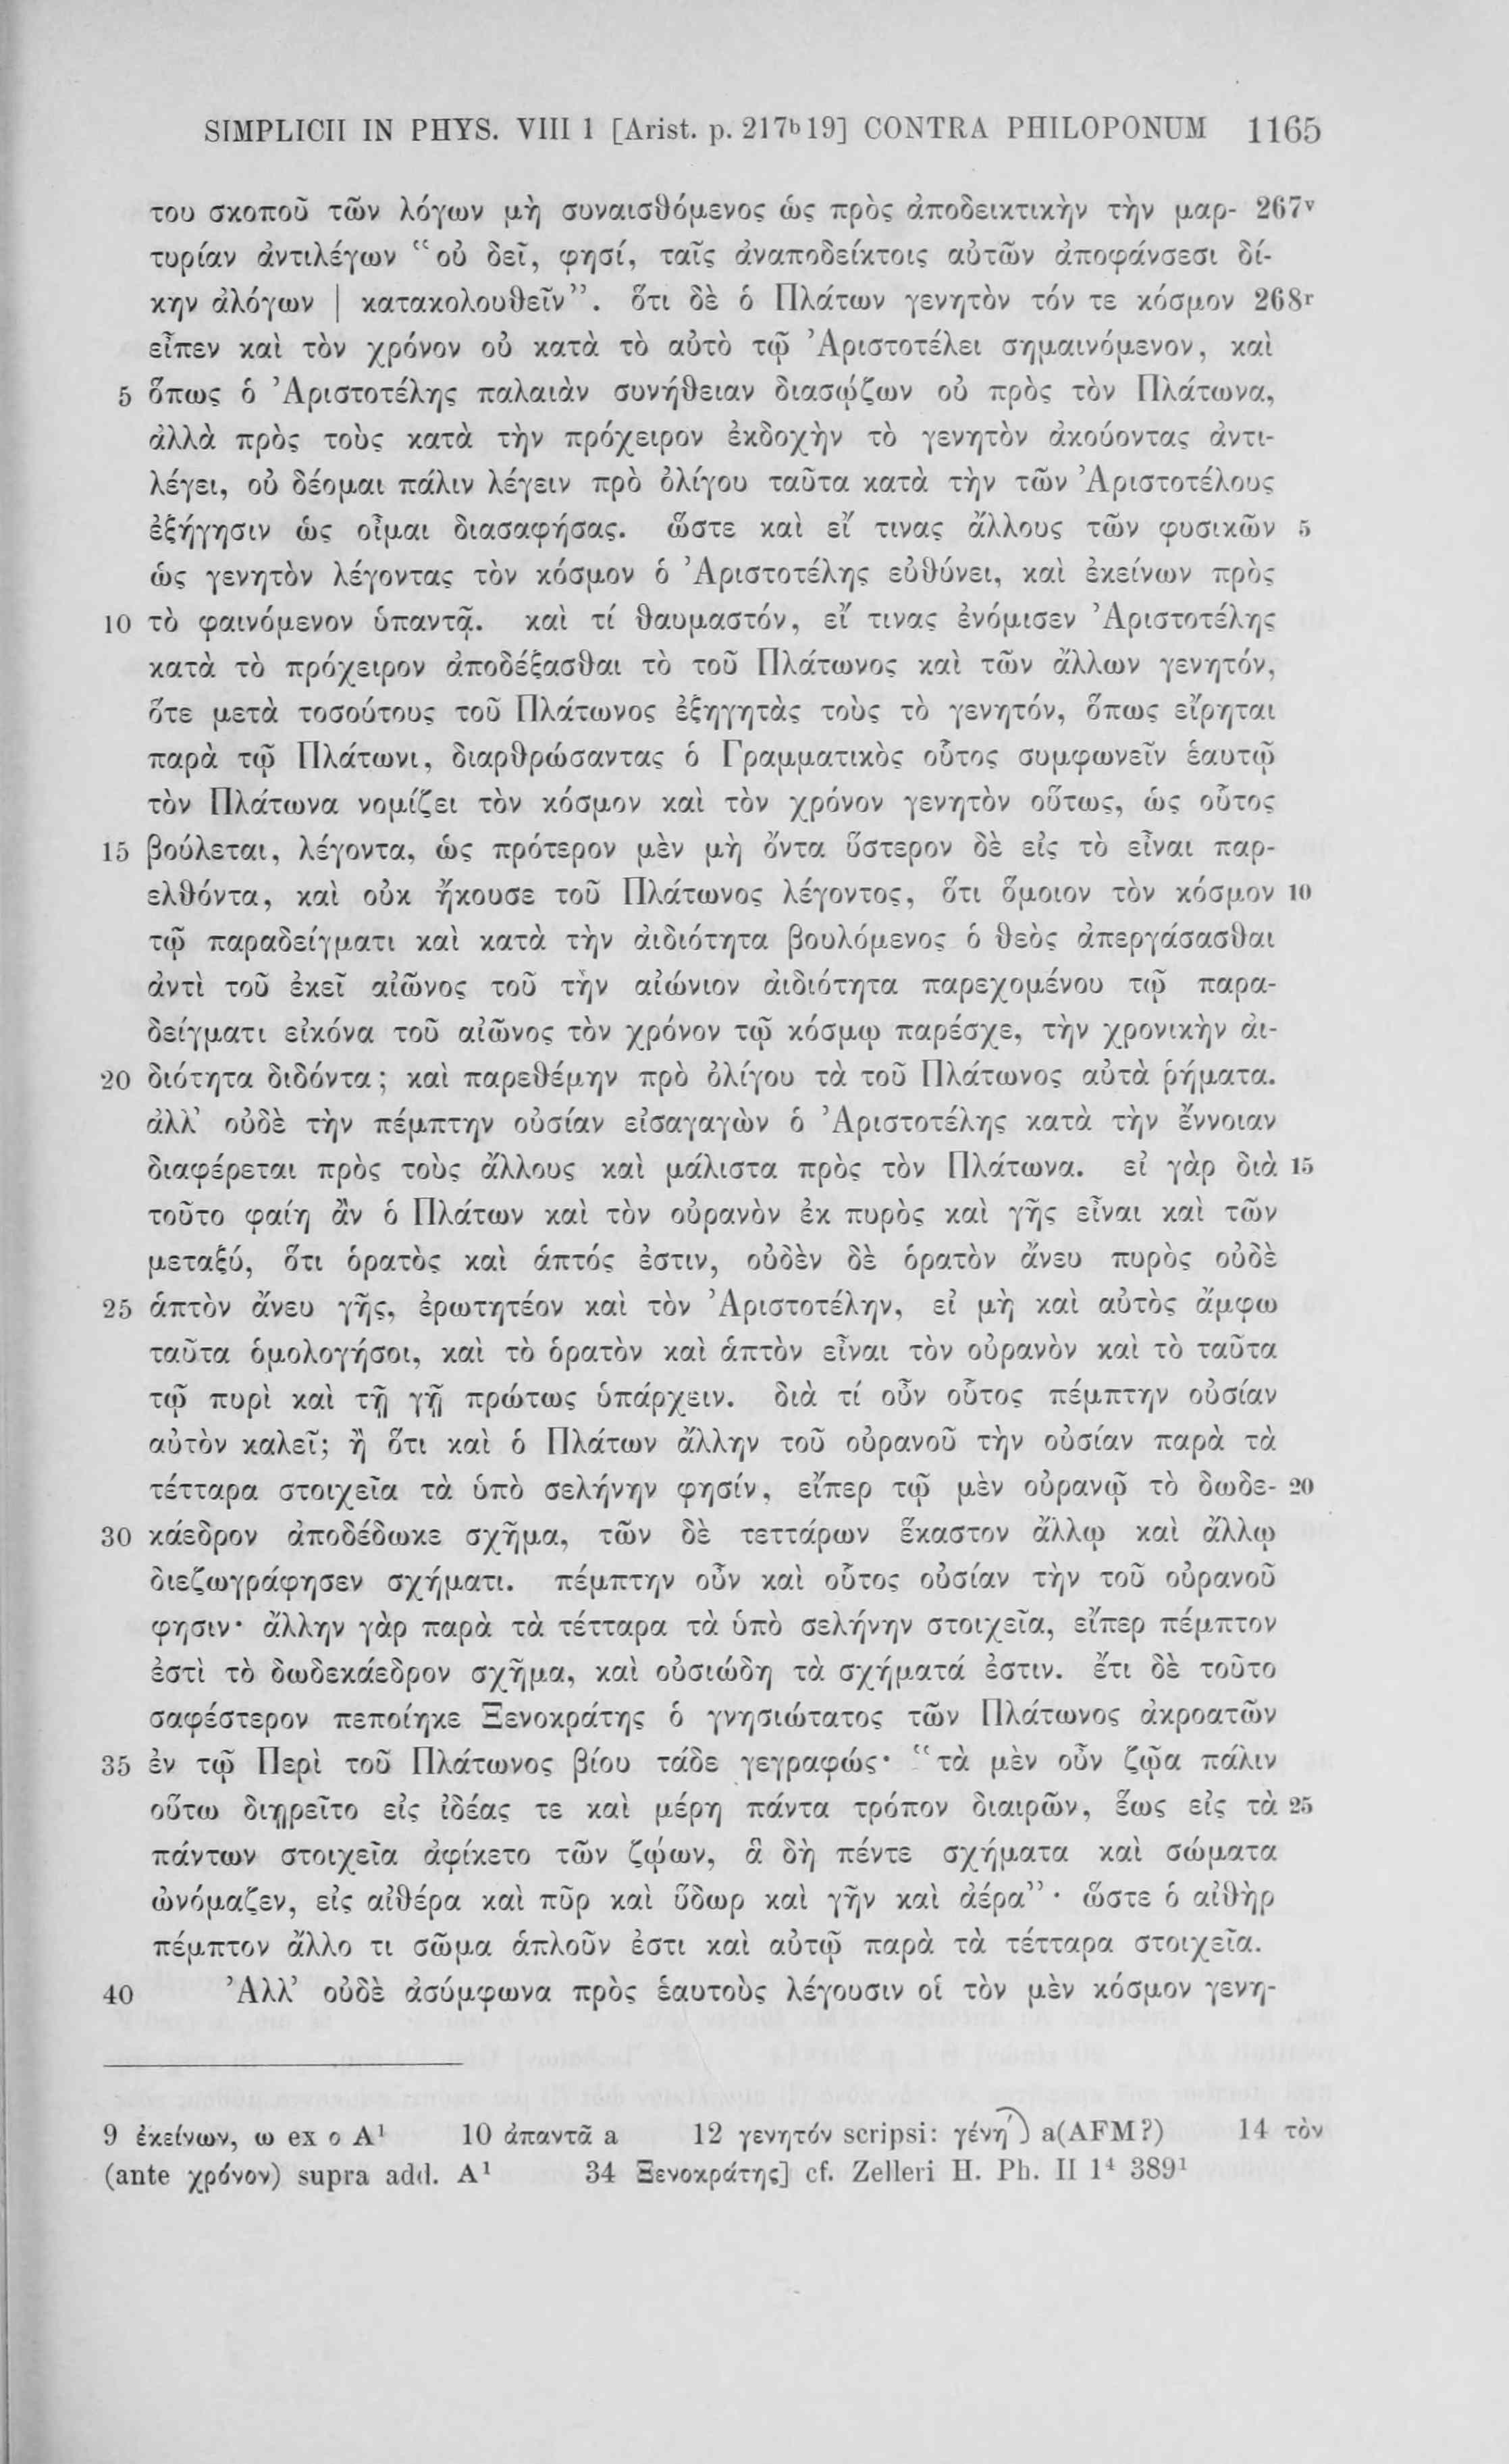 SIMPLICII IN PHYS. VIII 1 [Arist. p. 217b19] CONTRA PHILOPONUM 1165
του σκοποῦ τῶν λόγων μὴ συναισθόμενος ὡς πρὸς ἀποδεικτικὴν τὴν μαρ- 267v
τυρίαν ἀντιλέγων “οὐ δεῖ, φησί, ταῖς ἀναποδείκτοις αὐτῶν ἀποφάνσεσι δί-
κην ἀλόγων | κατακολουθεῖν”. ὅτι δὲ ὁ Πλάτων γενητὸν τόν τε κόσμον 268r
εἶπεν καὶ τὸν χρόνον οὐ κατὰ τὸ αὐτὸ τῷ Ἀριστοτέλει σημαινόμενον, καὶ
5 ὅπως ὁ Ἀριστοτέλης παλαιὰν συνήθειαν διασῴζων οὐ πρὸς τὸν Πλάτωνα,
ἀλλὰ πρὸς τοὺς κατὰ τὴν πρόχειρον ἐκδοχὴν τὸ γενητὸν ἀκούοντας ἀντι-
λέγει, οὐ δέομαι πάλιν λέγειν πρὸ ὀλίγου ταῦτα κατὰ τὴν τῶν Ἀριστοτέλους
ἐξήγησιν ὡς οἶμαι διασαφήσας. ὥστε καὶ εἴ τινας ἄλλους τῶν φυσικῶν 5
ὡς γενητὸν λέγοντας τὸν κόσμον ὁ Ἀριστοτέλης εὐθύνει, καὶ ἐκείνων πρὸς
10 τὸ φαινόμενον ὑπαντᾷ. καὶ τί θαυμαστόν, εἴ τινας ἐνόμισεν Ἀριστοτέλης
κατὰ τὸ πρόχειρον ἀποδέξασθαι τὸ τοῦ Πλάτωνος καὶ τῶν ἄλλων γενητόν,
ὅτε μετὰ τοσούτους τοῦ Πλάτωνος ἐξηγητὰς τοὺς τὸ γενητόν, ὅπως εἴρηται
παρὰ τῷ Πλάτωνι, διαρθρώσαντας ὁ Γραμματικὸς οὗτος συμφωνεῖν ἑαυτῷ
τὸν Πλάτωνα νομίζει τὸν κόσμον καὶ τὸν χρόνον γενητὸν οὕτως, ὡς οὗτος
15 βούλεται, λέγοντα, ὡς πρότερον μὲν μὴ ὄντα ὕστερον δὲ εἰς τὸ εἶναι παρ-
ελθόντα, καὶ οὐκ ἤκουσε τοῦ Πλάτωνος λέγοντος, ὅτι ὅμοιον τὸν κόσμον 10
τῷ παραδείγματι καὶ κατὰ τὴν ἀιδιότητα βουλόμενος ὁ θεὸς ἀπεργάσασθαι
ἀντὶ τοῦ ἐκεῖ αἰῶνος τοῦ τὴν αἰώνιον ἀιδιότητα παρεχομένου τῷ παρα-
δείγματι εἰκόνα τοῦ αἰῶνος τὸν χρόνον τῷ κόσμῳ παρέσχε, τὴν χρονικὴν ἀι-
20 διότητα διδόντα; καὶ παρεθέμην πρὸ ὀλίγου τὰ τοῦ Πλάτωνος αὐτὰ ῥήματα.
ἀλλ’ οὐδὲ τὴν πέμπτην οὐσίαν εἰσαγαγὼν ὁ Ἀριστοτέλης κατὰ τὴν ἔννοιαν
διαφέρεται πρὸς τοὺς ἄλλους καὶ μάλιστα πρὸς τὸν Πλάτωνα. εἰ γὰρ διὰ 15
τοῦτο φαίη ἂν ὁ Πλάτων καὶ τὸν οὐρανὸν ἐκ πυρὸς καὶ γῆς εἶναι καὶ τῶν
μεταξύ, ὅτι ὁρατὸς καὶ ἁπτός ἐστιν, οὐδὲν δὲ ὁρατὸν ἄνευ πυρὸς οὐδὲ
25 ἁπτὸν ἄνευ γῆς, ἐρωτητέον καὶ τὸν Ἀριστοτέλην, εἰ μὴ καὶ αὐτὸς ἄμφω
ταῦτα ὁμολογήσοι, καὶ τὸ ὁρατὸν καὶ ἁπτὸν εἶναι τὸν οὐρανὸν καὶ τὸ ταῦτα
τῷ πυρὶ καὶ τῇ γῇ πρώτως ὑπάρχειν. διὰ τί οὖν οὗτος πέμπτην οὐσίαν
αὐτὸν καλεῖ; ἢ ὅτι καὶ ὁ Πλάτων ἄλλην τοῦ οὐρανοῦ τὴν οὐσίαν παρὰ τὰ
τέτταρα στοιχεῖα τὰ ὑπὸ σελήνην φησίν, εἴπερ τῷ μὲν οὐρανῷ τὸ δωδε- 20
30 κάεδρον ἀποδέδωκε σχῆμα, τῶν δὲ τεττάρων ἕκαστον ἄλλῳ καὶ ἄλλῳ
διεζωγράφησεν σχήματι. πέμπτην οὖν καὶ οὗτος οὐσίαν τὴν τοῦ οὐρανοῦ
φησιν· ἄλλην γὰρ παρὰ τὰ τέτταρα τὰ ὑπὸ σελήνην στοιχεῖα, εἴπερ πέμπτον
ἐστὶ τὸ δωδεκάεδρον σχῆμα, καὶ οὐσιώδη τὰ σχήματά ἐστιν. ἔτι δὲ τοῦτο
σαφέστερον πεποίηκε Ξενοκράτης ὁ γνησιώτατος τῶν Πλάτωνος ἀκροατῶν
35 ἐν τῷ Περὶ τοῦ Πλάτωνος βίου τάδε γεγραφώς· “τὰ μὲν οὖν ζῷα πάλιν
οὕτω διῃρεῖτο εἰς ἰδέας τε καὶ μέρη πάντα τρόπον διαιρῶν, ἕως εἰς τὰ 25
πάντων στοιχεῖα ἀφίκετο τῶν ζῴων, ἃ δὴ πέντε σχήματα καὶ σώματα
ὠνόμαζεν, εἰς αἰθέρα καὶ πῦρ καὶ ὕδωρ καὶ γῆν καὶ ἀέρα”· ὥστε ὁ αἰθὴρ
πέμπτον ἄλλο τι σῶμα ἁπλοῦν ἐστι καὶ αὐτῷ παρὰ τὰ τέτταρα στοιχεῖα.
40 Ἀλλ’ οὐδὲ ἀσύμφωνα πρὸς ἑαυτοὺς λέγουσιν οἱ τὸν μὲν κόσμον γενη-
9 ἐκείνων, ω ex ο A1 10 ἀπαντᾶ a 12 γενητόν scripsi: γένη a(AFM?) 14 τὸν
(ante χρόνον) supra add. A1 34 Ξενοκράτης] cf. Zelleri H. Ph. II 1⁴ 389¹